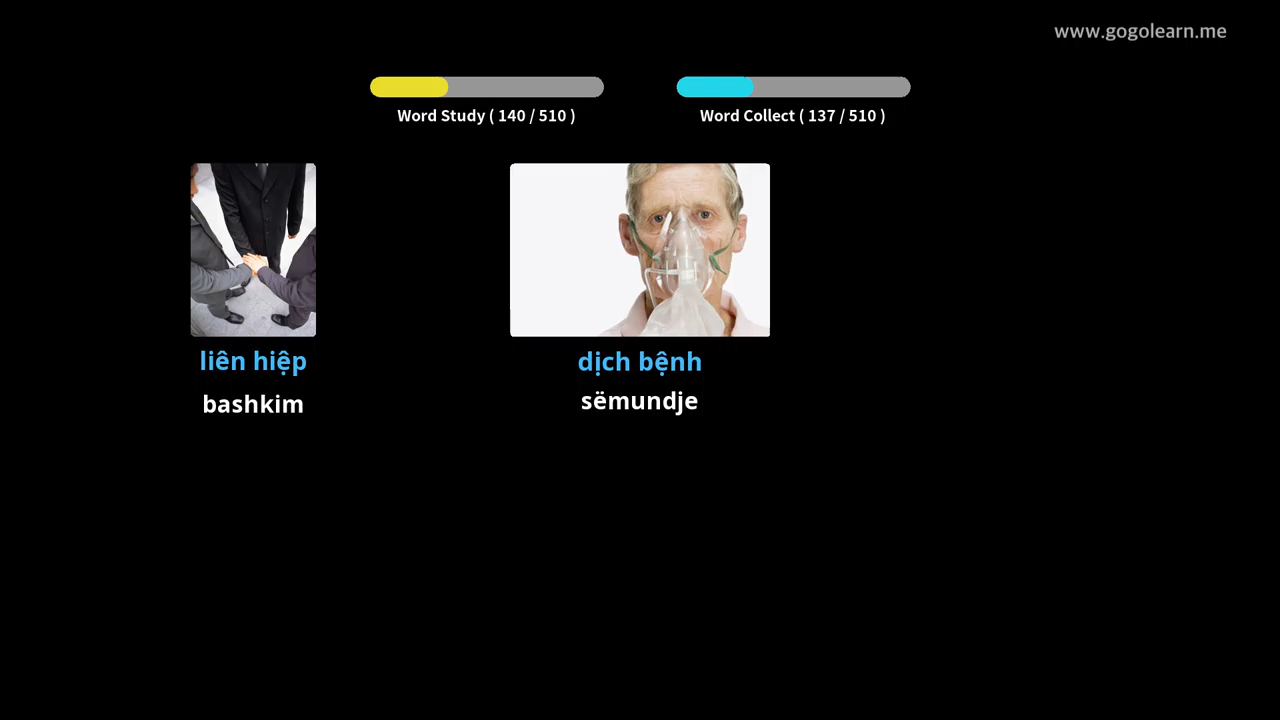 www.gogolearn.me
Word Study ( 140 / 510 )
Word Collect ( 137 / 510 )
liên hiệp
bashkim
dịch bệnh
sëmundje